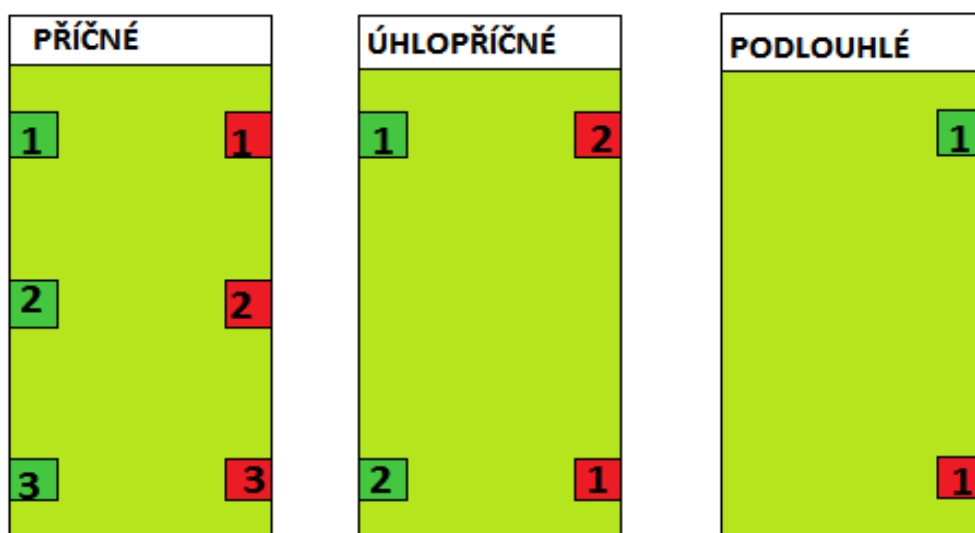 PŘÍČNÉ
1 1
2 2
3 3
ÚHLOPŘÍČNÉ
1 2
2 1
PODLOUHLÉ
1
1